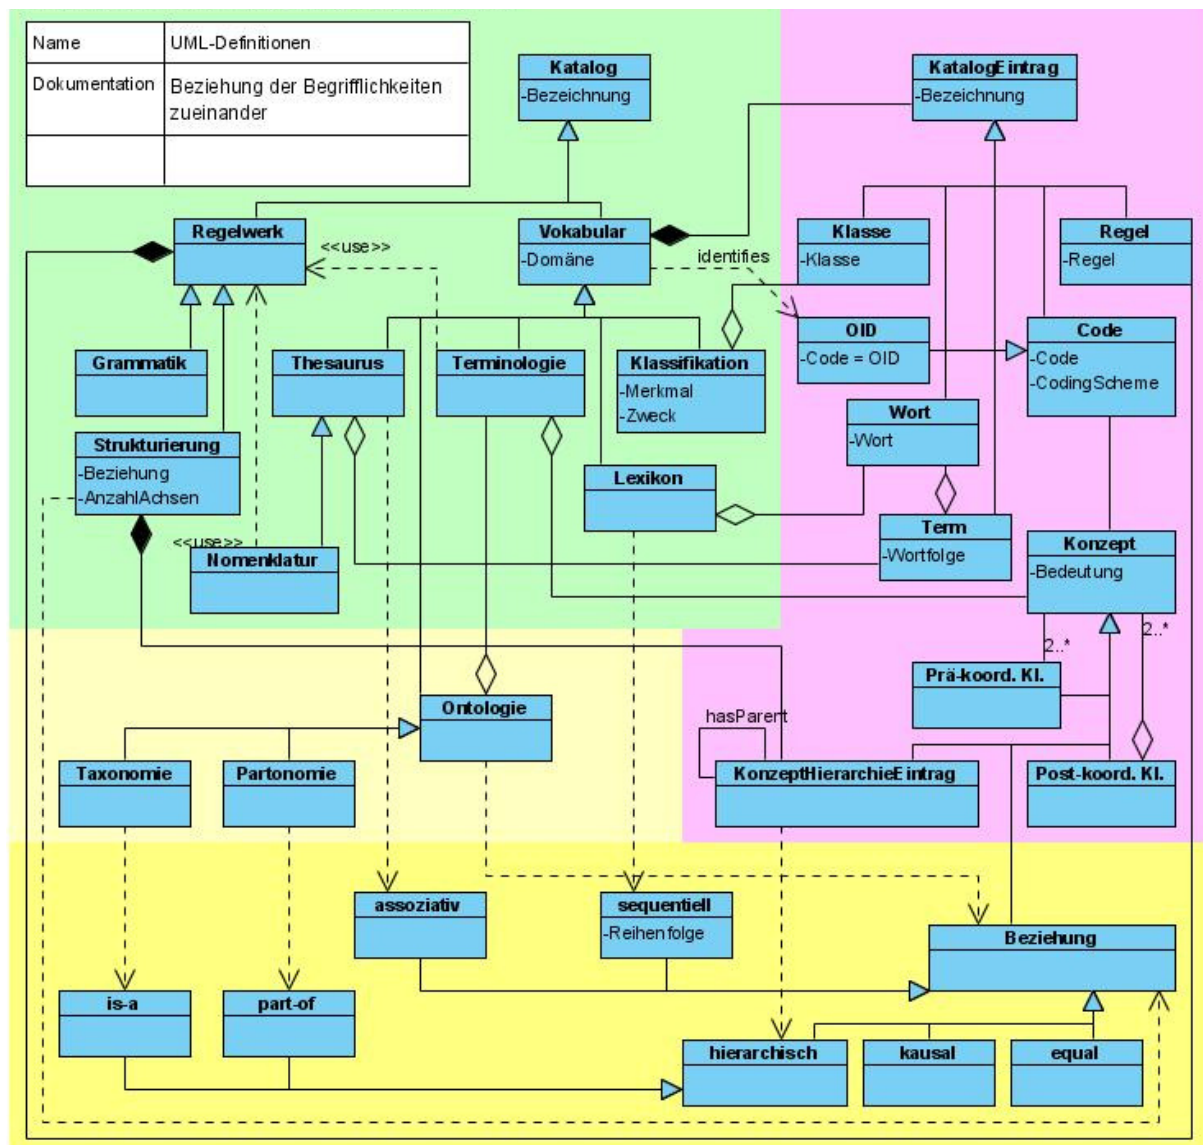 Name
UML-Definitionen
Dokumentation
Beziehung der Begrifflichkeiten
zueinander
Katalog
-Bezeichnung
KatalogEintrag
-Bezeichnung
Regelwerk
<<use>>
Vokabular
-Domäne
identifies
Klasse
-Klasse
Regel
-Regel
OID
-Code = OID
Code
-Code
-CodingScheme
Grammatik
Thesaurus
Terminologie
Klassifikation
-Merkmal
-Zweck
Wort
-Wort
Strukturierung
-Beziehung
-AnzahlAchsen
Lexikon
Term
-Wortfolge
<<use>>
Nomenklatur
Konzept
-Bedeutung
2..*
2..*
Prä-koord. Kl.
Ontologie
hasParent
Taxonomie
Partonomie
KonzeptHierarchieEintrag
Post-koord. Kl.
assoziativ
sequentiell
-Reihenfolge
Beziehung
is-a
part-of
hierarchisch
kausal
equal